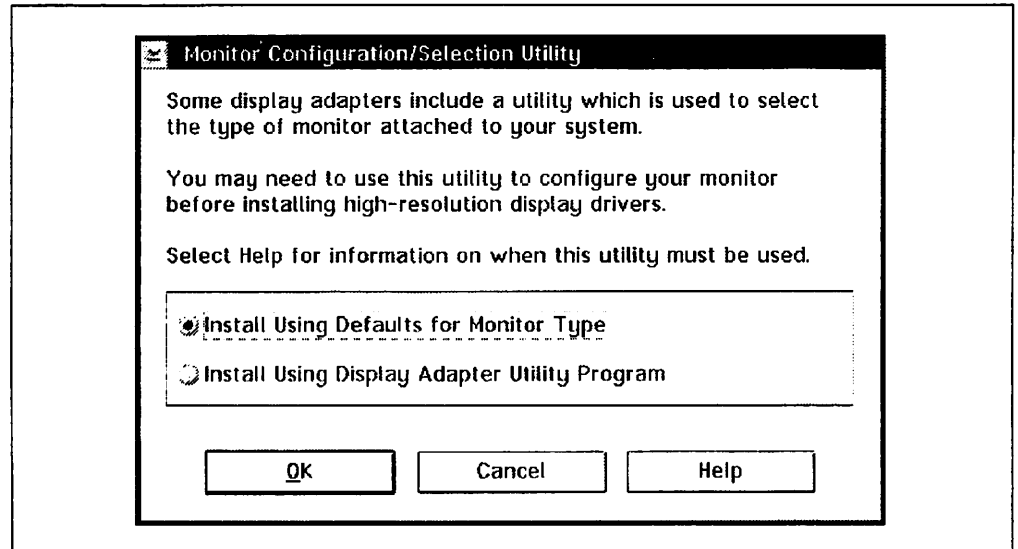 Monitor Configuration/Selection Utility
Some display adapters include a utility which is used to select
the type of monitor attached to your system.
You may need to use this utility to configure your monitor
before installing high-resolution display drivers.
Select Help for information on when this utility must be used.
Install Using Defaults for Monitor Type
Install Using Display Adapter Utility Program
OK
Cancel
Help